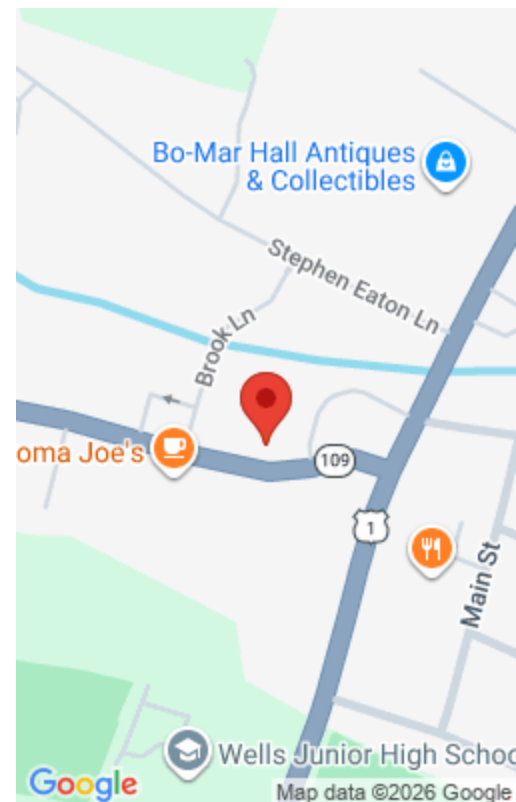 Bo-Mar Hall Antiques
& Collectibles
Stephen Eaton Ln
Brook Ln
oma Joe's
109
1
Main St
Wells Junior High Schoo
Google
Map data ©2026 Google